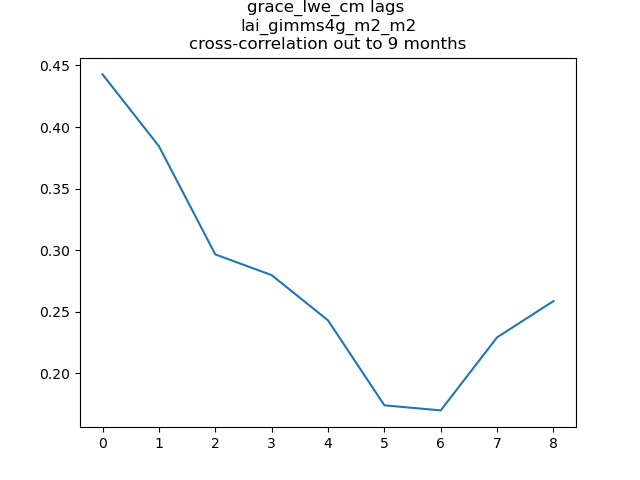 grace_lwe_cm lags
lai_gimms4g_m2_m2
cross-correlation out to 9 months
0.45
0.40
0.35
0.30
0.25
0.20
0 1 2 3 4 5 6 7 8